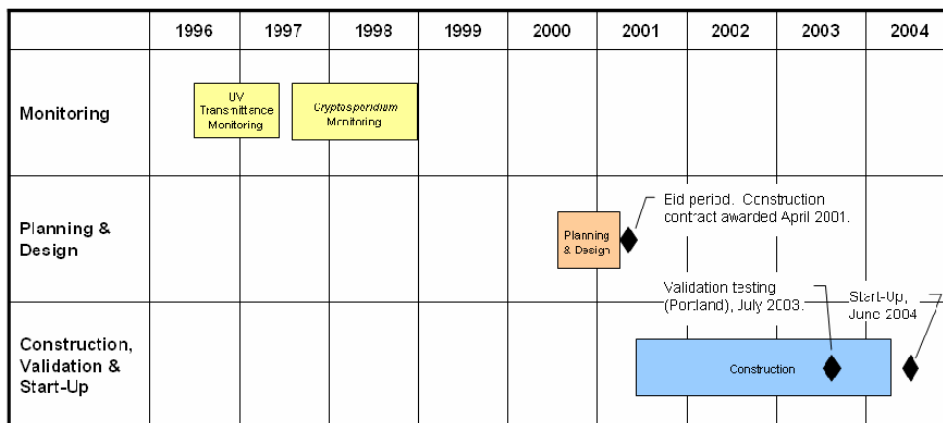 1996 1997 1998 1999 2000 2001 2002 2003 2004
Monitoring
UV
Transmittance
Monitoring
Cryptosporidium
Monitoring
Planning &
Design
Planning
& Design
Eid period. Construction
contract awarded April 2001.
Validation testing
(Portland), July 2003.
Start-Up,
June 2004
Construction,
Validation &
Start-Up
Construction